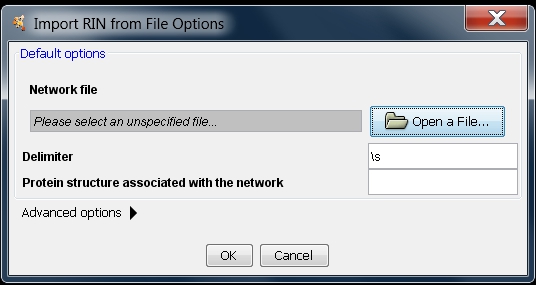 Import RIN from File Options
Default options
Network file
Please select an unspecified file...
Open a File...
Delimiter
\s
Protein structure associated with the network
Advanced options
OK
Cancel